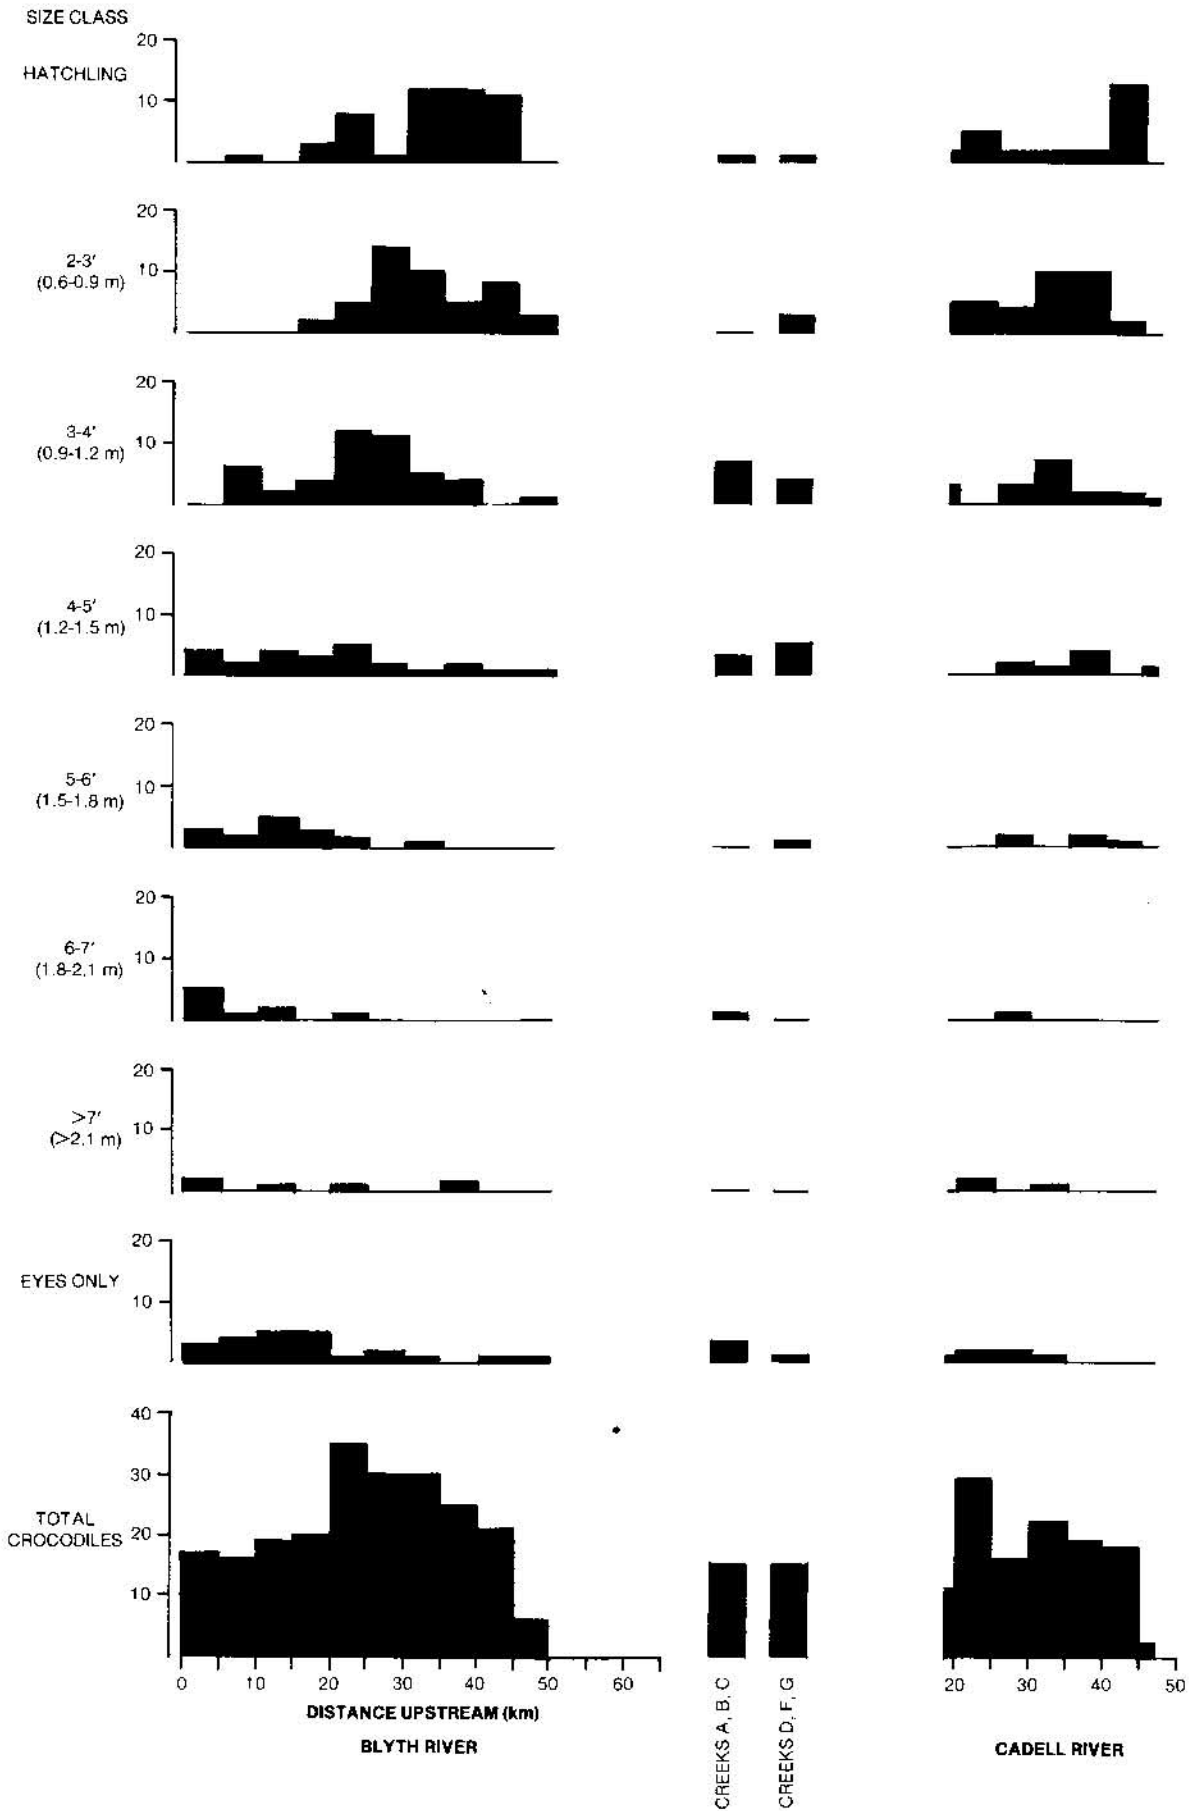 SIZE CLASS
20
HATCHLING
10
20
2-3'
(0.6-0.9 m)
10
20
3-4'
(0.9-1.2 m)
10
20
4-5'
(1.2-1.5 m)
10
20
5-6'
(1.5-1.8 m)
10
20
6-7'
(1.8-2.1 m)
10
20
>7'
(>2.1 m)
10
20
EYES ONLY
10
40
30
TOTAL
CROCODILES
20
10
0 10 20 30 40 50 60
20 30 40 50
DISTANCE UPSTREAM (km)
BLYTH RIVER
CREEKS A, B, C
CREEKS D, F, G
CADELL RIVER